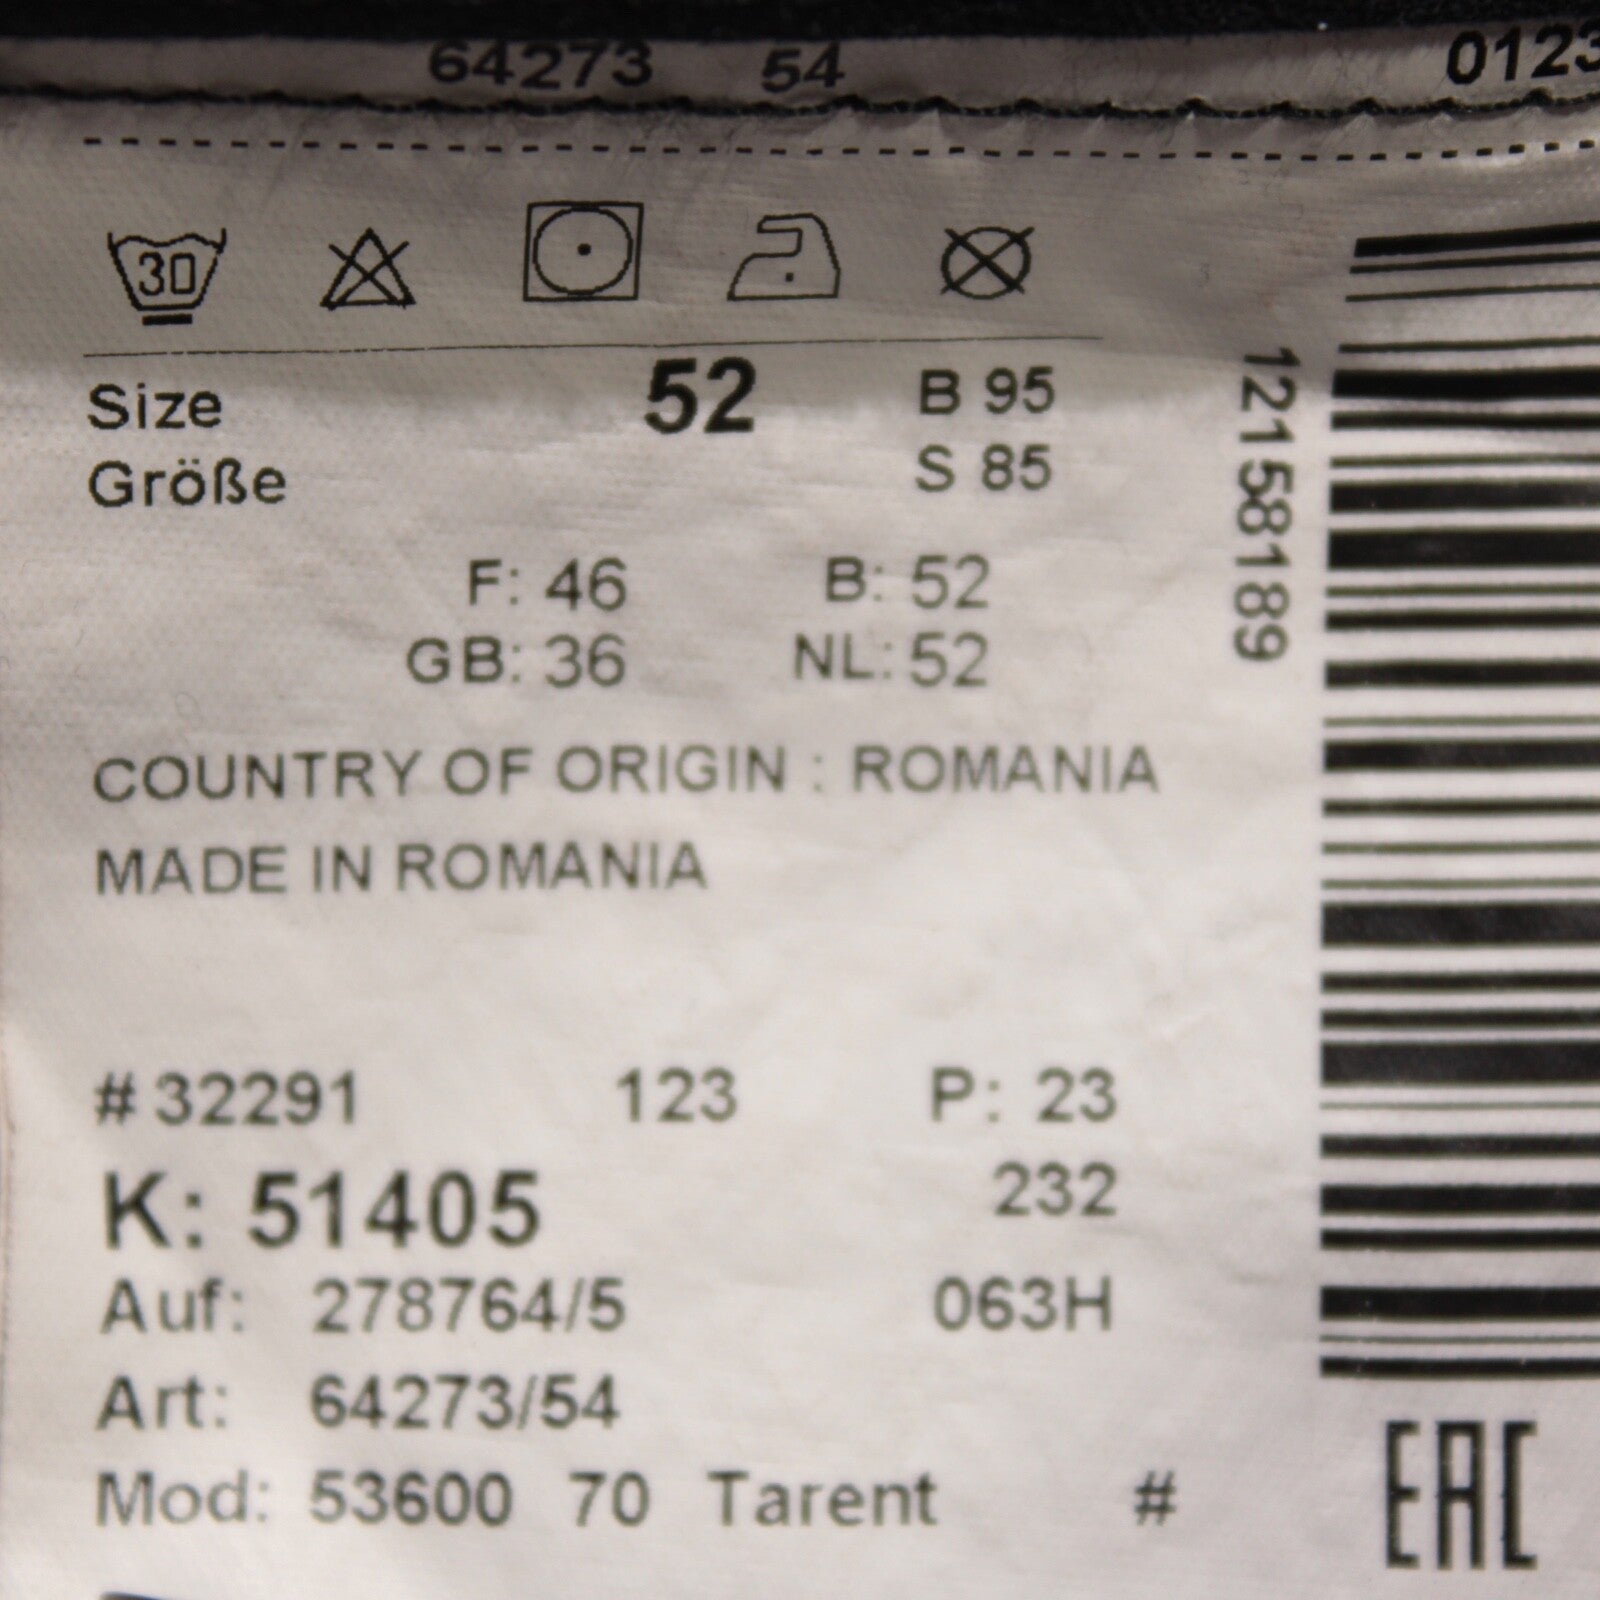 64273 54 0123
30
Size 52 B 95
Größe S 85
F: 46 B: 52
GB: 36 NL: 52
COUNTRY OF ORIGIN : ROMANIA
MADE IN ROMANIA
# 32291 123 P: 23
K: 51405 232
Auf: 278764/5 063H
Art: 64273/54
Mod: 53600 70 Tarent #
12158189
EAC